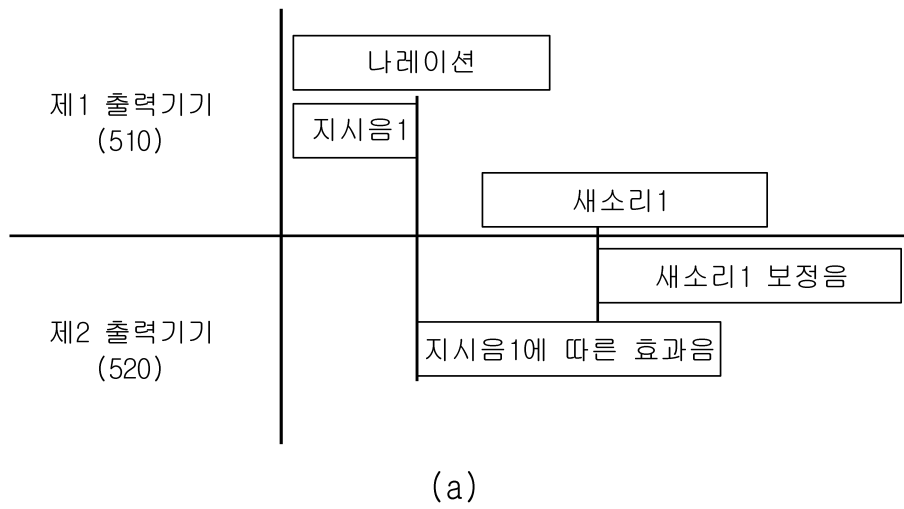 나레이션
제1 출력기기
(510)
지시음1
새소리1
새소리1 보정음
제2 출력기기
(520)
지시음1에 따른 효과음
(a)